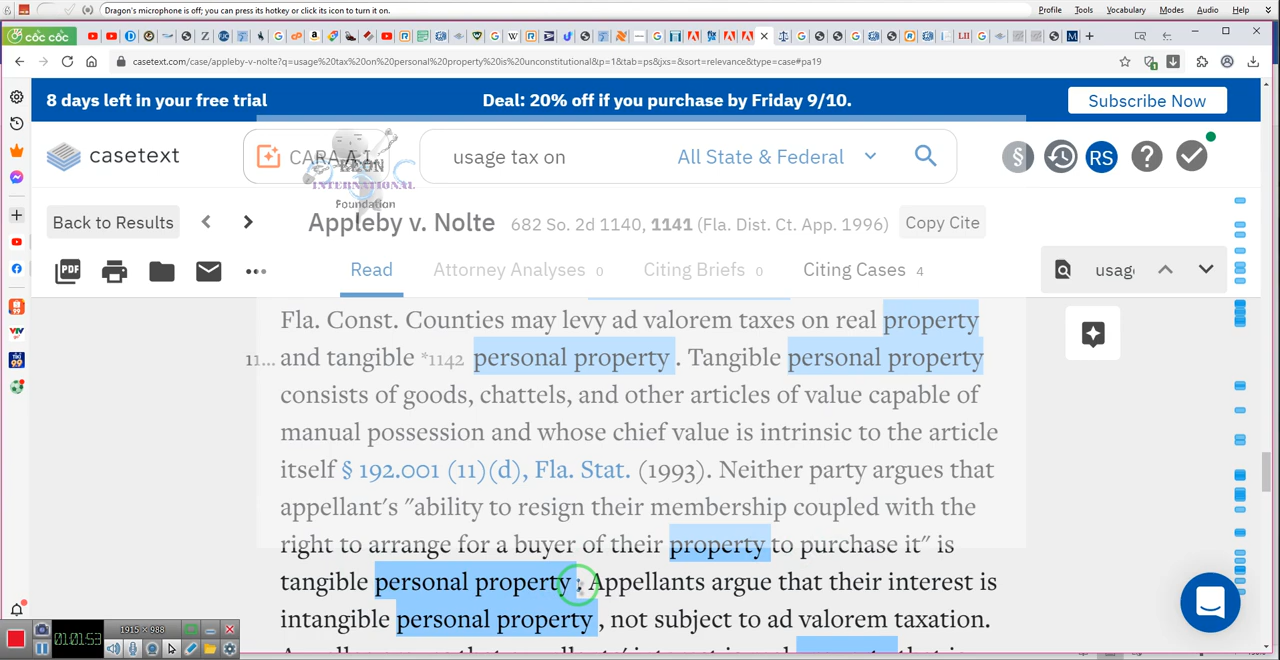 Dragon's microphone is off; you can press its hotkey or click its icon to turn it on.
Profile Tools Vocabulary Modes Audio Help
CỐC CỐC
casetext.com/case/appleby-v-nolte?q=usage%20tax%20on%20personal%20property%20is%20unconstitutional&p=1&tab=ps&jxs=&sort=relevance&type=case#pa19
8 days left in your free trial
Deal: 20% off if you purchase by Friday 9/10.
Subscribe Now
casetext
CARA A.I.
usage tax on
All State & Federal
§
RS
?
LEON
INTERNATIONAL
Foundation
Back to Results
Appleby v. Nolte
682 So. 2d 1140, 1141 (Fla. Dist. Ct. App. 1996)
Copy Cite
PDF
Read
Attorney Analyses 0
Citing Briefs 0
Citing Cases 4
Fla. Const. Counties may levy ad valorem taxes on real property
11... and tangible *1142 personal property . Tangible personal property
consists of goods, chattels, and other articles of value capable of
manual possession and whose chief value is intrinsic to the article
itself § 192.001 (11)(d), Fla. Stat. (1993). Neither party argues that
appellant's "ability to resign their membership coupled with the
right to arrange for a buyer of their property to purchase it" is
tangible personal property . Appellants argue that their interest is
intangible personal property , not subject to ad valorem taxation.
1915 x 988
01:01:53